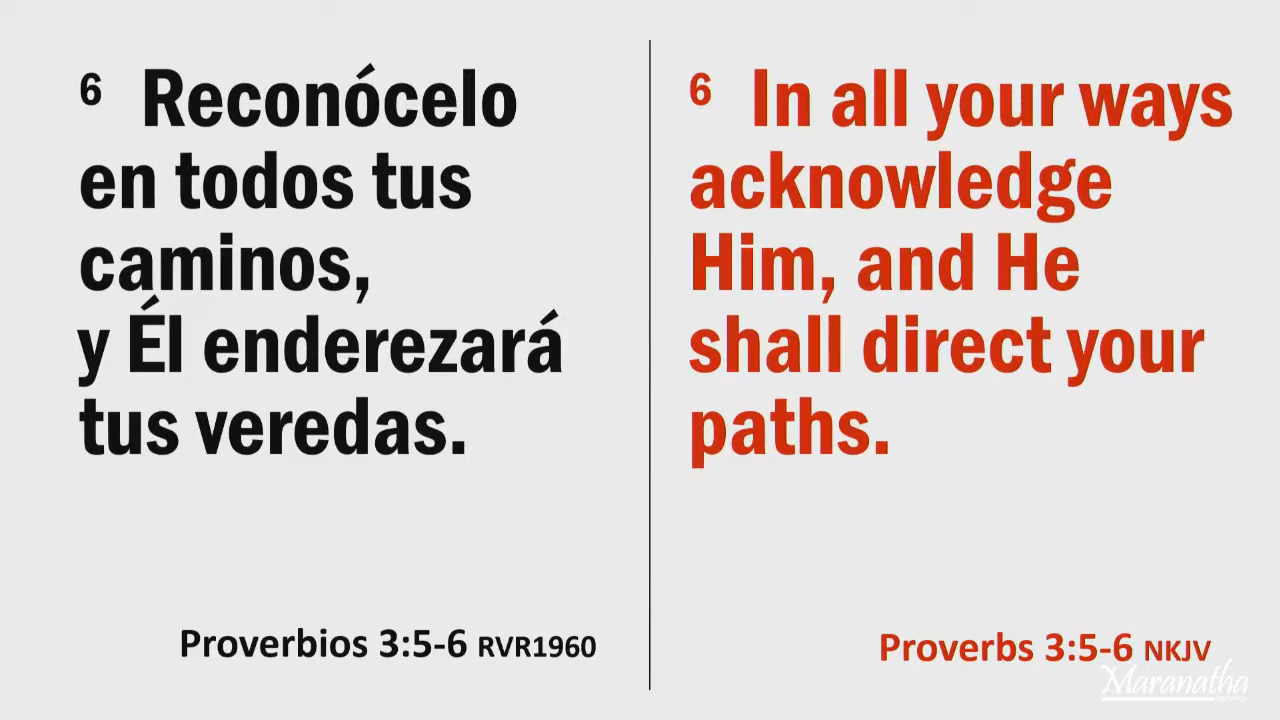 6 Reconócelo
en todos tus
caminos,
y Él enderezará
tus veredas.
Proverbios 3:5-6 RVR1960
6 In all your ways
acknowledge
Him, and He
shall direct your
paths.
Proverbs 3:5-6 NKJV
Maranatha
Toronto